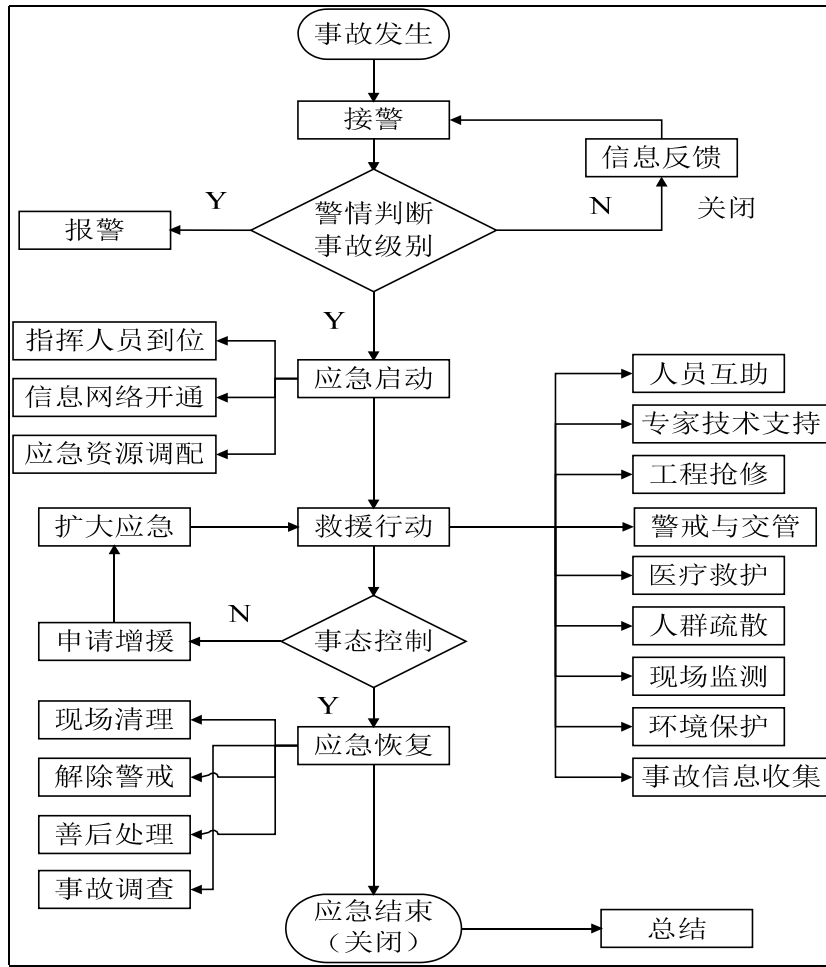 事故发生
接警
信息反馈
Y
警情判断
事故级别
N
关闭
报警
Y
指挥人员到位
信息网络开通
应急资源调配
应急启动
人员互助
专家技术支持
工程抢修
扩大应急
救援行动
警戒与交管
医疗救护
申请增援
N
事态控制
人群疏散
现场监测
Y
现场清理
应急恢复
环境保护
解除警戒
事故信息收集
善后处理
事故调查
应急结束
（关闭）
总结